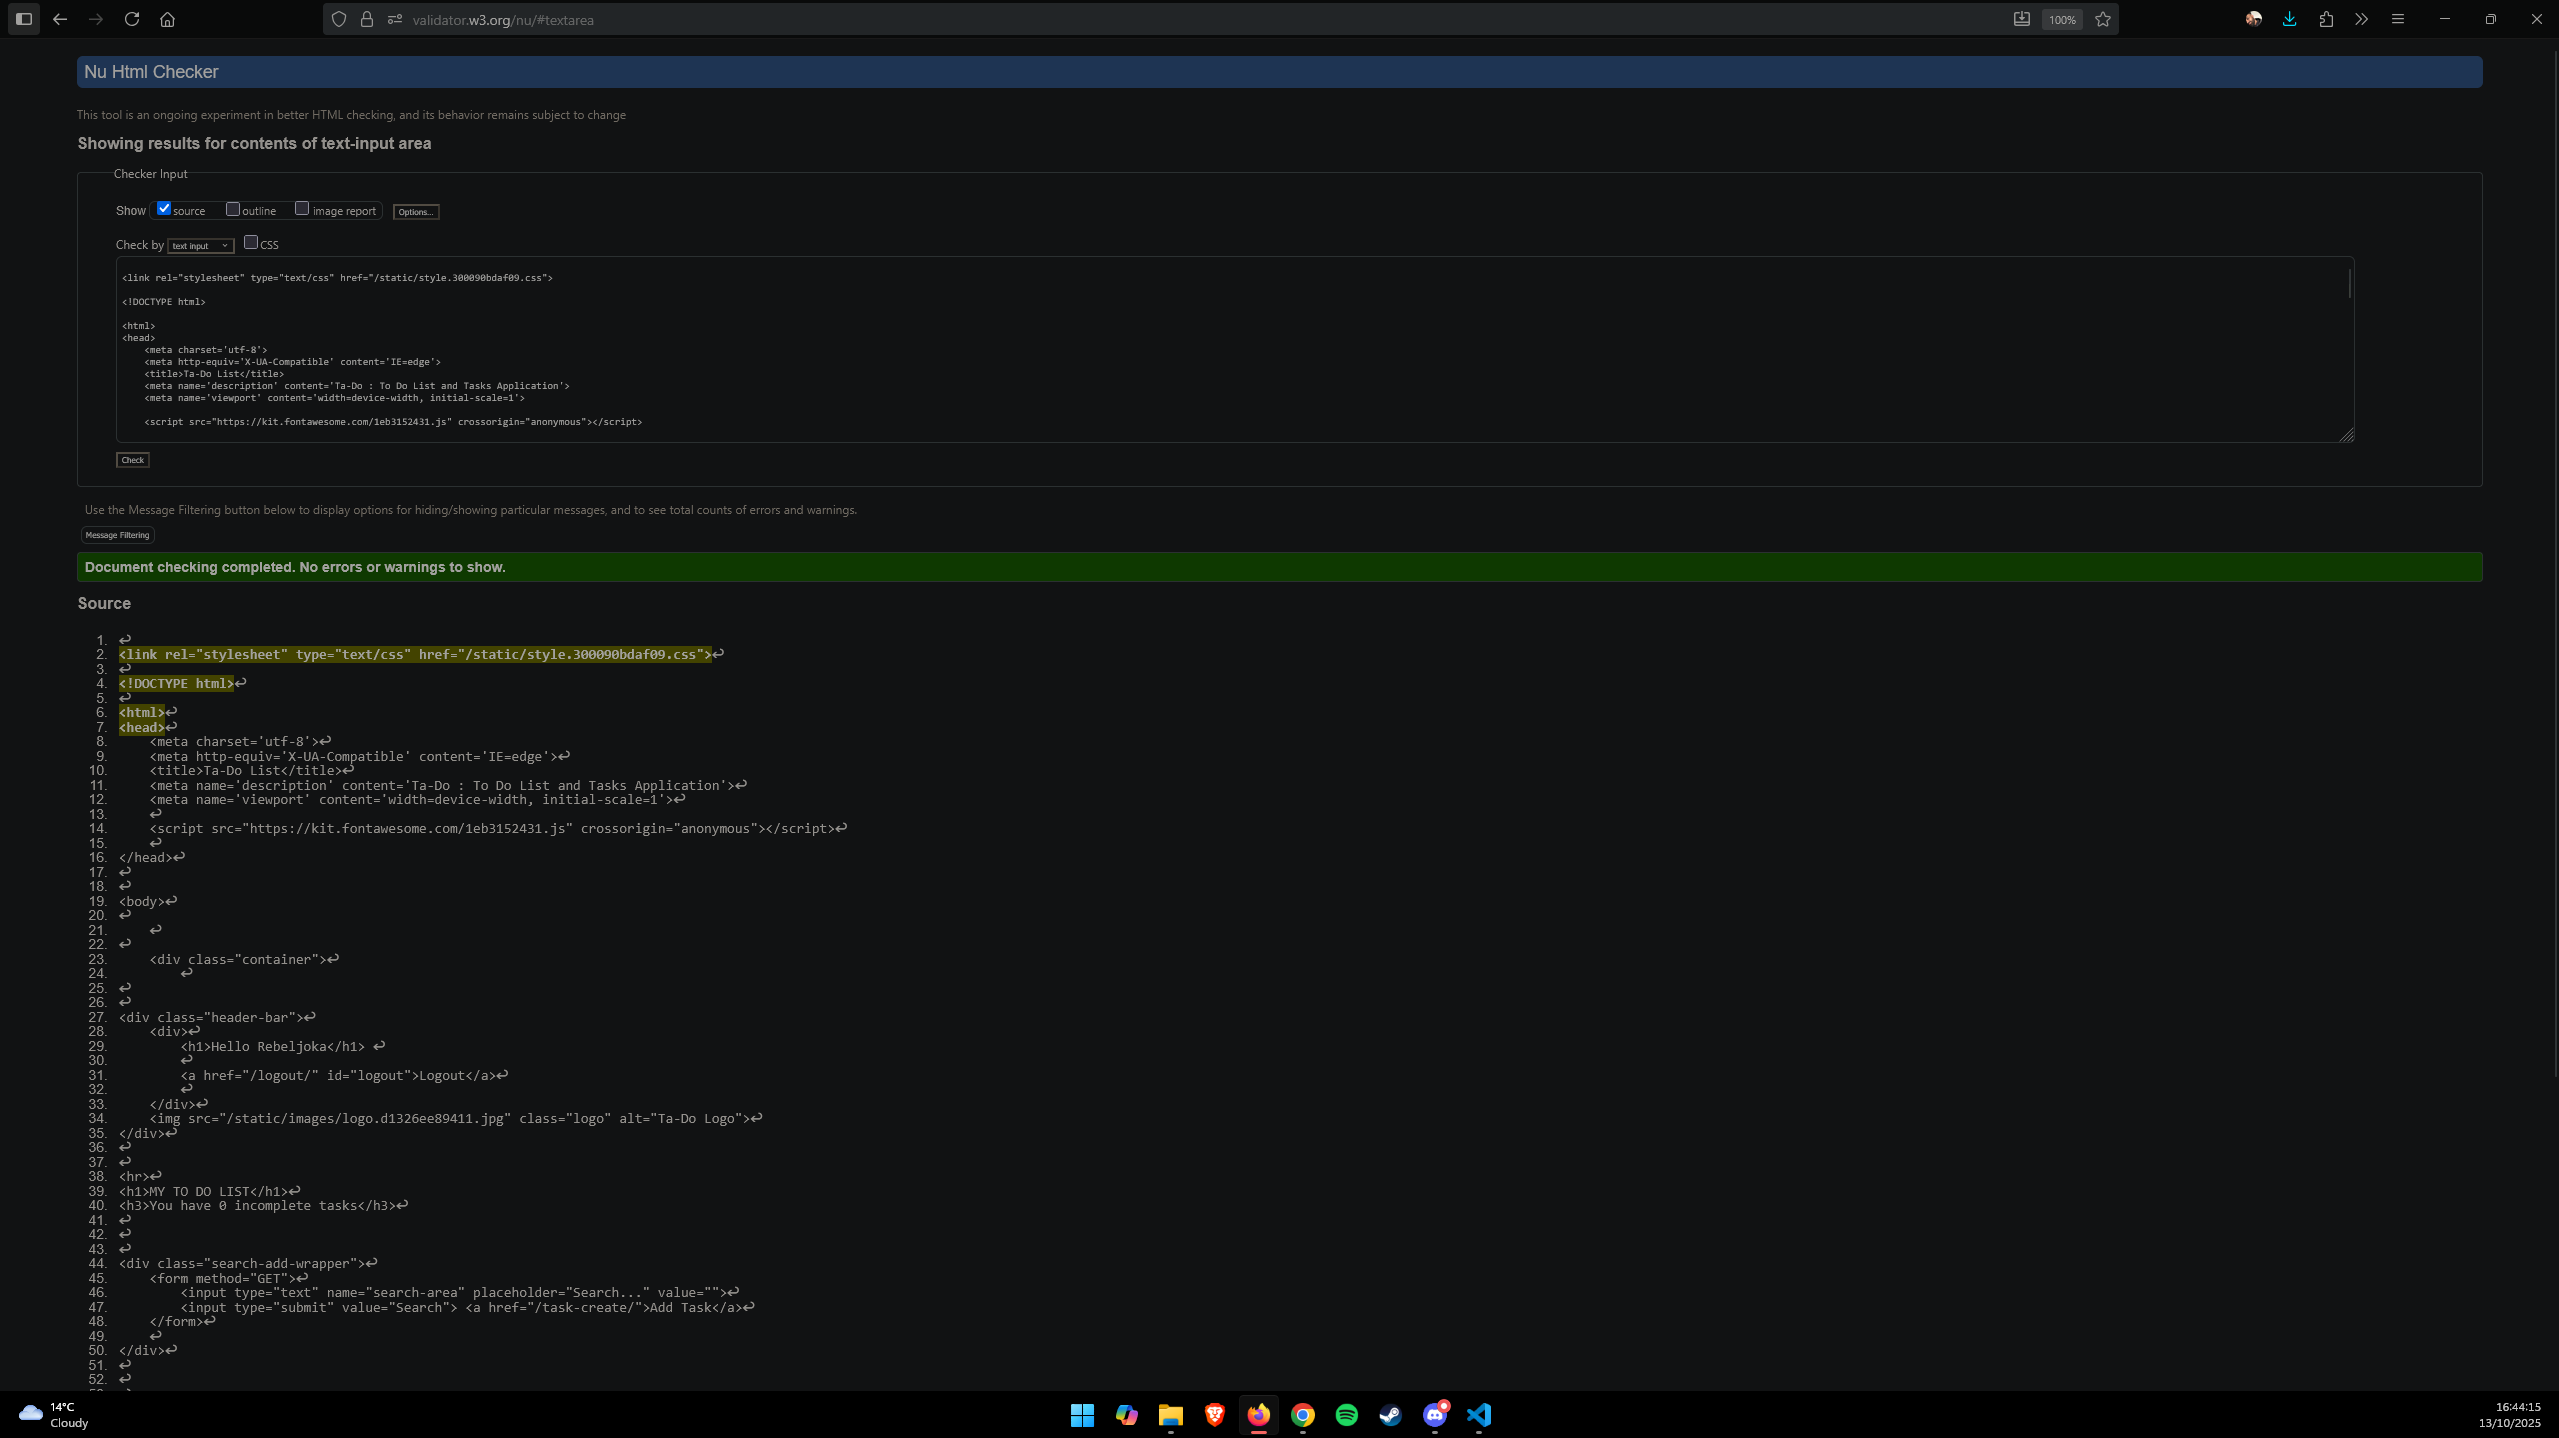 validator.w3.org/nu/#textarea
100%
Nu Html Checker
This tool is an ongoing experiment in better HTML checking, and its behavior remains subject to change
Showing results for contents of text-input area
Checker Input
Show source outline image report Options...
Check by text input CSS
<link rel="stylesheet" type="text/css" href="/static/style.300090bdaf09.css">
<!DOCTYPE html>
<html>
<head>
<meta charset='utf-8'>
<meta http-equiv='X-UA-Compatible' content='IE=edge'>
<title>Ta-Do List</title>
<meta name='description' content='Ta-Do : To Do List and Tasks Application'>
<meta name='viewport' content='width=device-width, initial-scale=1'>
<script src="https://kit.fontawesome.com/1eb3152431.js" crossorigin="anonymous"></script>
Check
Use the Message Filtering button below to display options for hiding/showing particular messages, and to see total counts of errors and warnings.
Message Filtering
Document checking completed. No errors or warnings to show.
Source
1. ↩
2. <link rel="stylesheet" type="text/css" href="/static/style.300090bdaf09.css">↩
3. ↩
4. <!DOCTYPE html>↩
5. ↩
6. <html>↩
7. <head>↩
8. <meta charset='utf-8'>↩
9. <meta http-equiv='X-UA-Compatible' content='IE=edge'>↩
10. <title>Ta-Do List</title>↩
11. <meta name='description' content='Ta-Do : To Do List and Tasks Application'>↩
12. <meta name='viewport' content='width=device-width, initial-scale=1'>↩
13. ↩
14. <script src="https://kit.fontawesome.com/1eb3152431.js" crossorigin="anonymous"></script>↩
15. ↩
16. </head>↩
17. ↩
18. ↩
19. <body>↩
20. ↩
21. ↩
22. ↩
23. <div class="container">↩
24. ↩
25. ↩
26. ↩
27. <div class="header-bar">↩
28. <div>↩
29. <h1>Hello Rebeljoka</h1> ↩
30. ↩
31. <a href="/logout/" id="logout">Logout</a>↩
32. ↩
33. </div>↩
34. <img src="/static/images/logo.d1326ee89411.jpg" class="logo" alt="Ta-Do Logo">↩
35. </div>↩
36. ↩
37. ↩
38. <hr>↩
39. <h1>MY TO DO LIST</h1>↩
40. <h3>You have 0 incomplete tasks</h3>↩
41. ↩
42. ↩
43. ↩
44. <div class="search-add-wrapper">↩
45. <form method="GET">↩
46. <input type="text" name="search-area" placeholder="Search..." value="">↩
47. <input type="submit" value="Search"> <a href="/task-create/">Add Task</a>↩
48. </form>↩
49. ↩
50. </div>↩
51. ↩
52. ↩
14°C
Cloudy
16:44:15
13/10/2025